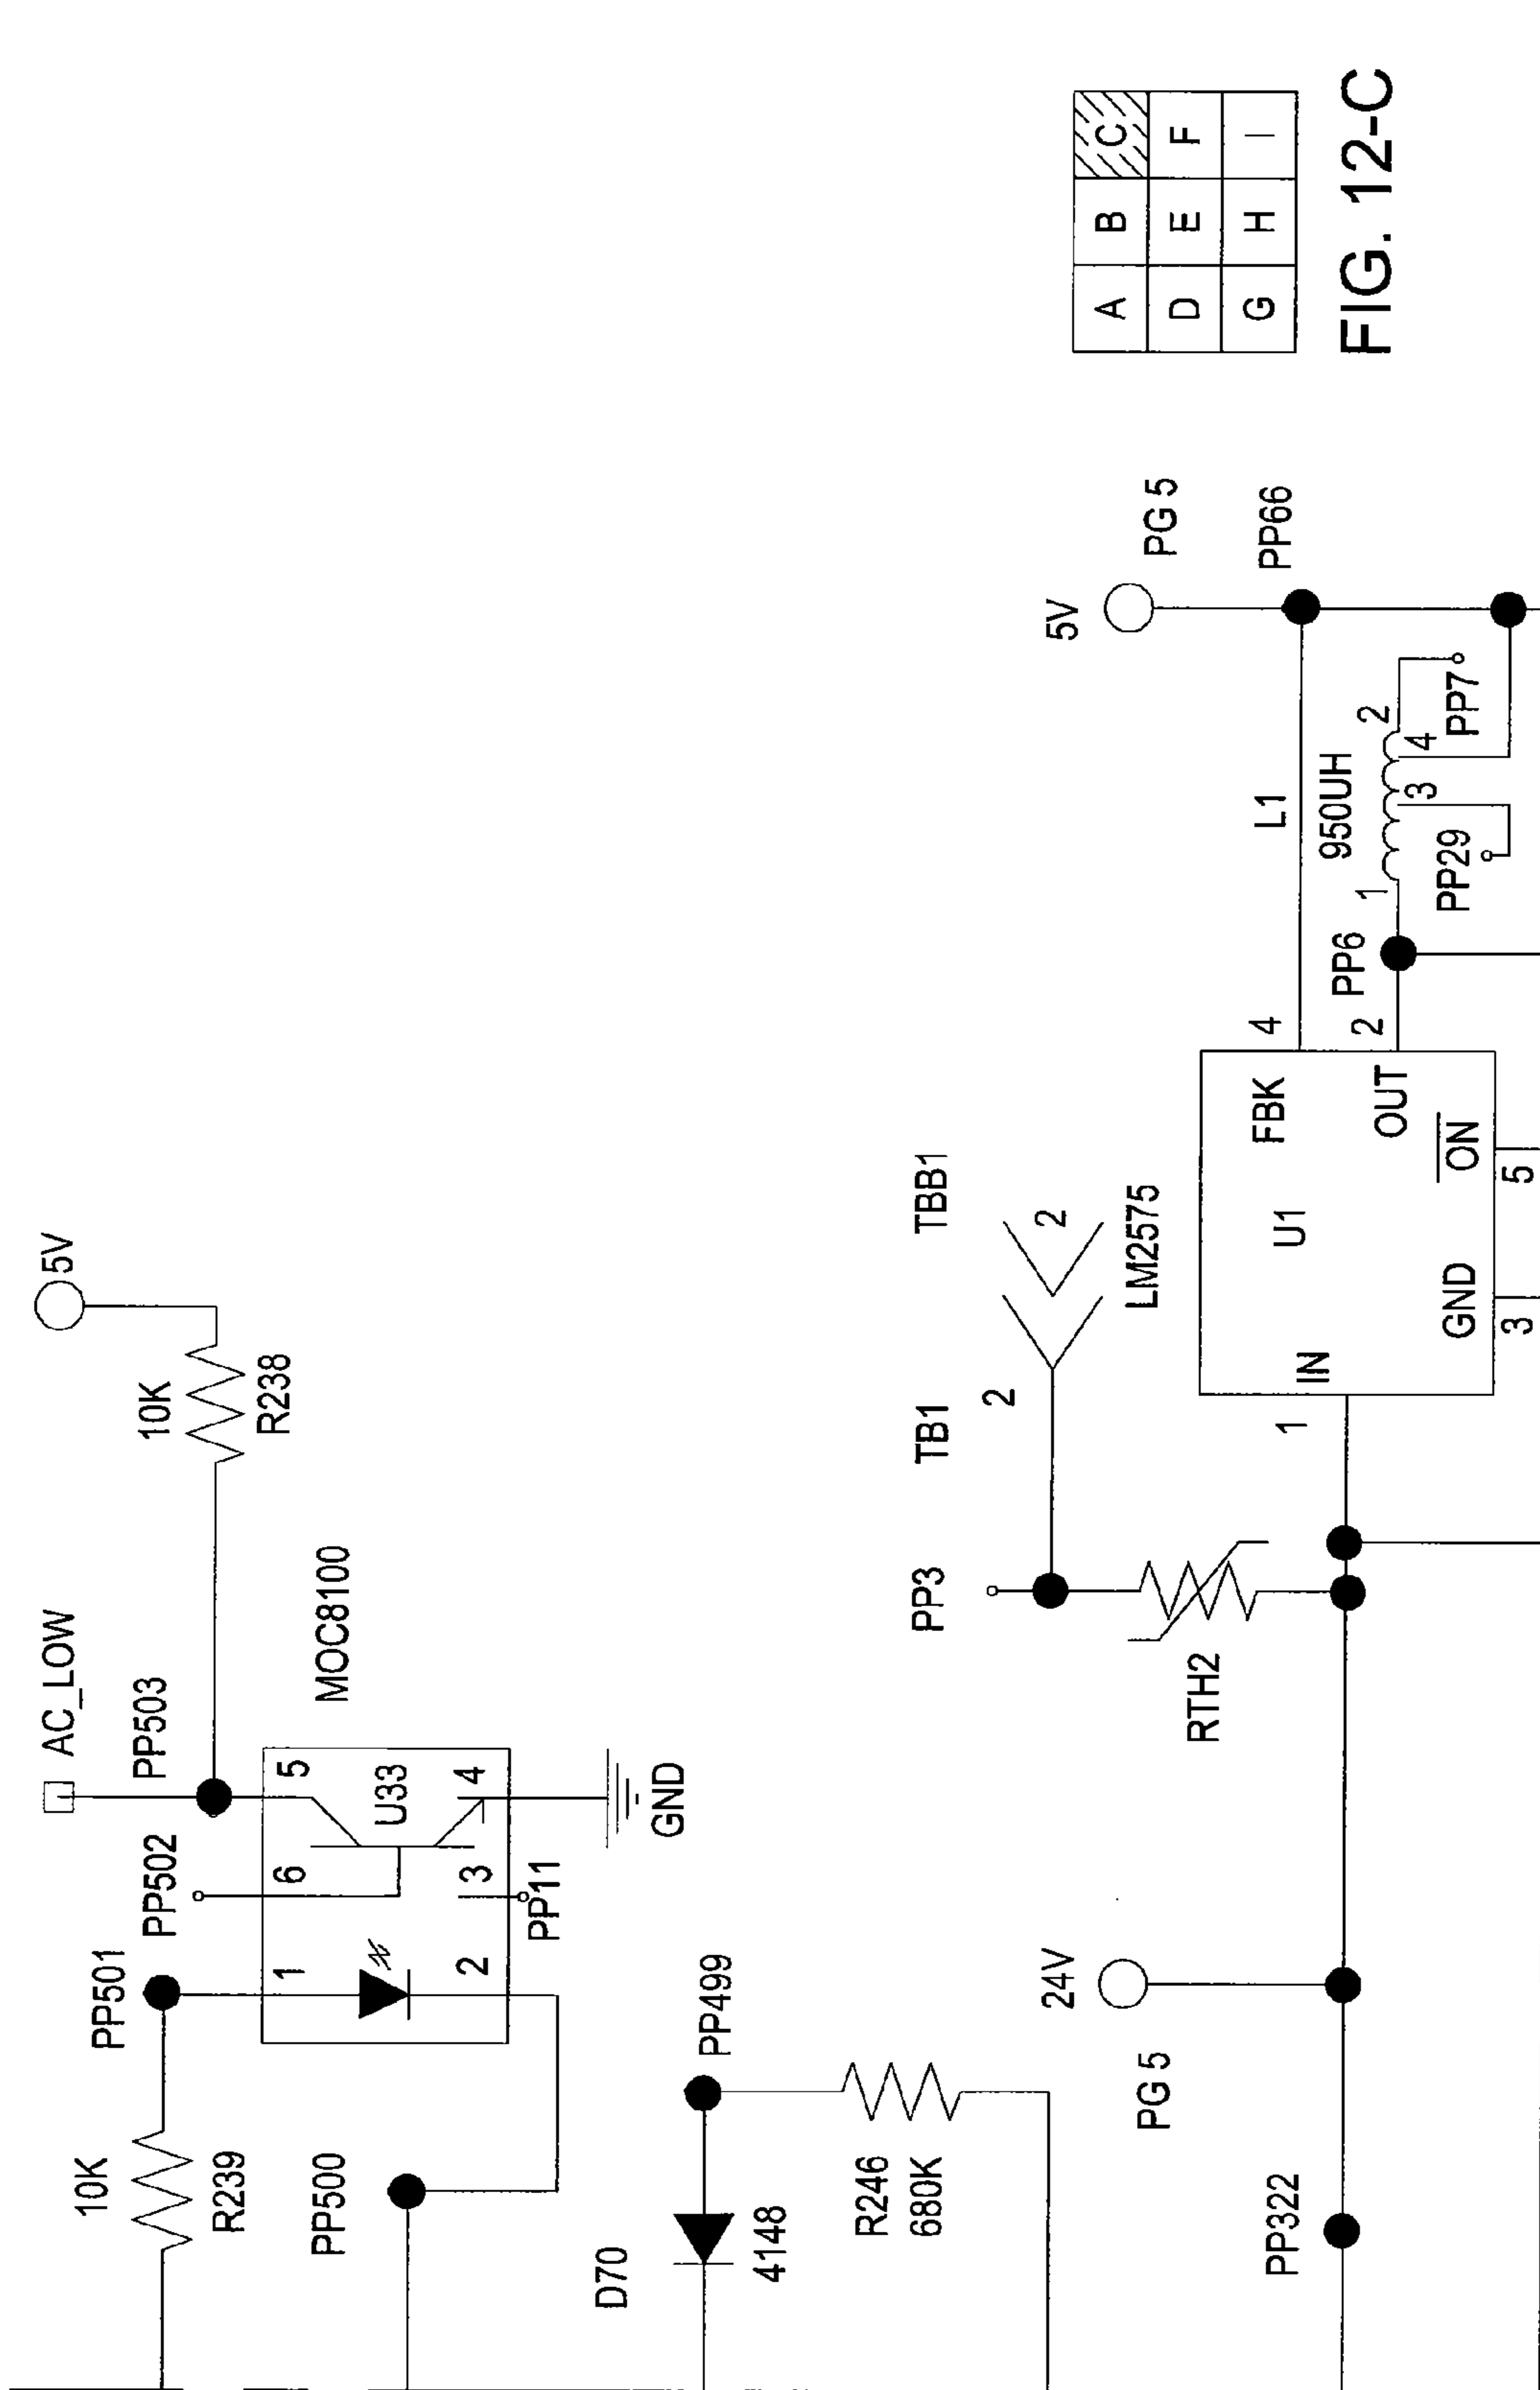 AC_LOW
5V
PP503
10K
R238
PP501
PP502
10K
R239
1
6
5
U33
2
3
4
MOC8100
PP11
GND
PP500
D70
4148
PP499
R246
680K
PP3
TB1
2
TBB1
2
RTH2
LM2575
24V
PG 5
PP322
1
IN
U1
FBK
4
OUT
2
GND
3
ON
5
PP6
L1
950UH
1
2
3
4
PP29
PP7
5V
PG 5
PP66
A B C
D E F
G H I
FIG. 12-C